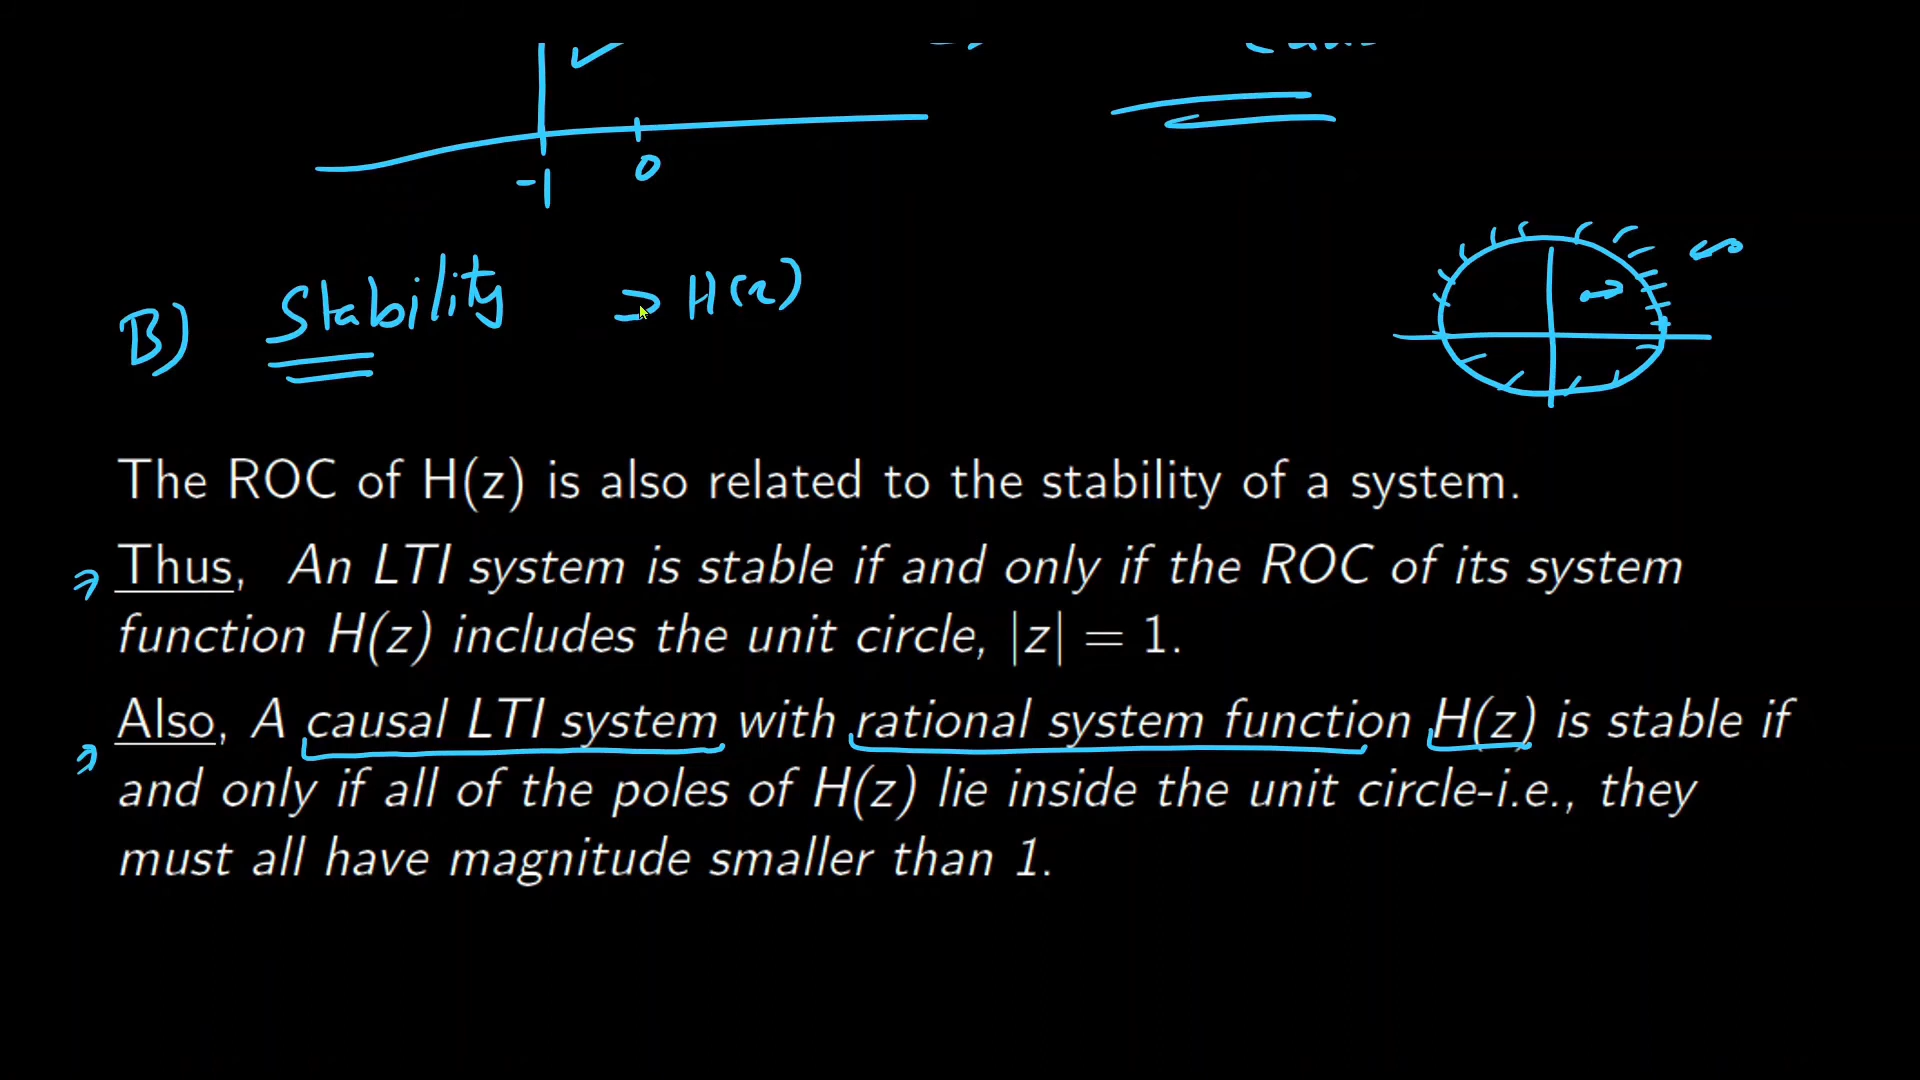 -1 0
B) Stability → H(z)
The ROC of H(z) is also related to the stability of a system.
Thus, An LTI system is stable if and only if the ROC of its system
function H(z) includes the unit circle, |z| = 1.
Also, A causal LTI system with rational system function H(z) is stable if
and only if all of the poles of H(z) lie inside the unit circle-i.e., they
must all have magnitude smaller than 1.